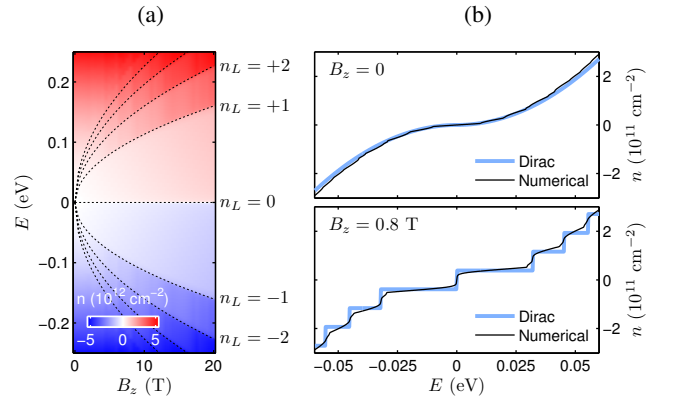 (a)
(b)
E (eV)
0.2
0.1
0
−0.1
−0.2
n_L = +2
n_L = +1
n_L = 0
n_L = −1
n_L = −2
n (10^12 cm^−2)
−5 0 5
0 10 20
B_z (T)
B_z = 0
Dirac
Numerical
2
0
−2
n (10^11 cm^−2)
B_z = 0.8 T
Dirac
Numerical
2
0
−2
n (10^11 cm^−2)
−0.05 −0.025 0 0.025 0.05
E (eV)